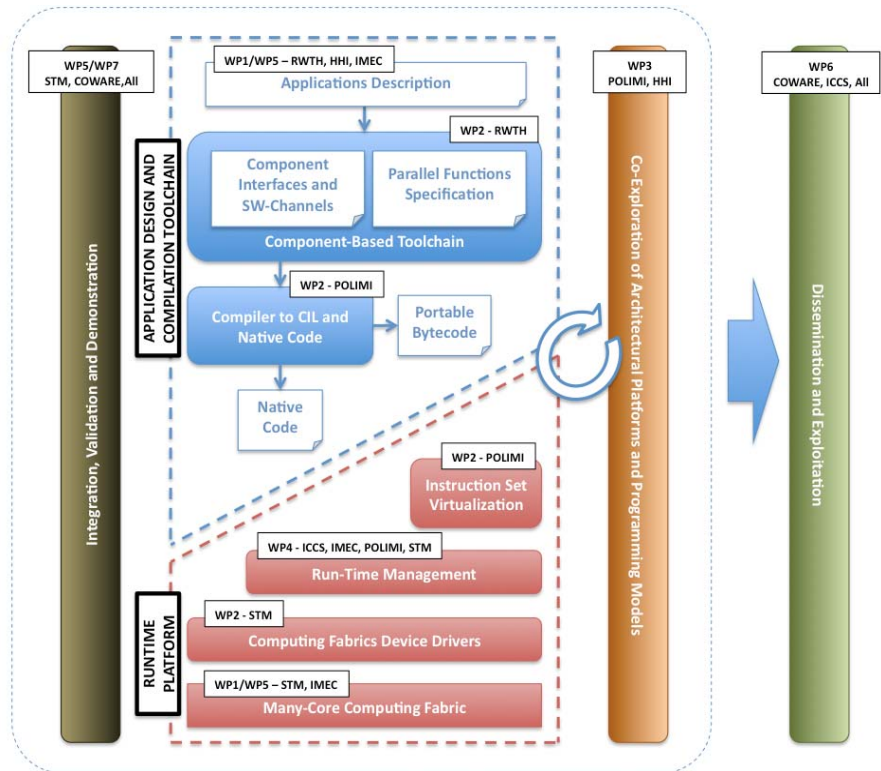 WP5/WP7
STM, COWARE,All
Integration, Validation and Demonstration
APPLICATION DESIGN AND
COMPILATION TOOLCHAIN
WP1/WP5 – RWTH, HHI, IMEC
Applications Description
WP2 - RWTH
Component
Interfaces and
SW-Channels
Parallel Functions
Specification
Component-Based Toolchain
WP2 - POLIMI
Compiler to CIL and
Native Code
Portable
Bytecode
Native
Code
RUNTIME
PLATFORM
WP2 - POLIMI
Instruction Set
Virtualization
WP4 - ICCS, IMEC, POLIMI, STM
Run-Time Management
WP2 - STM
Computing Fabrics Device Drivers
WP1/WP5 – STM, IMEC
Many-Core Computing Fabric
WP3
POLIMI, HHI
Co-Exploration of Architectural Platforms and Programming Models
WP6
COWARE, ICCS, All
Dissemination and Exploitation